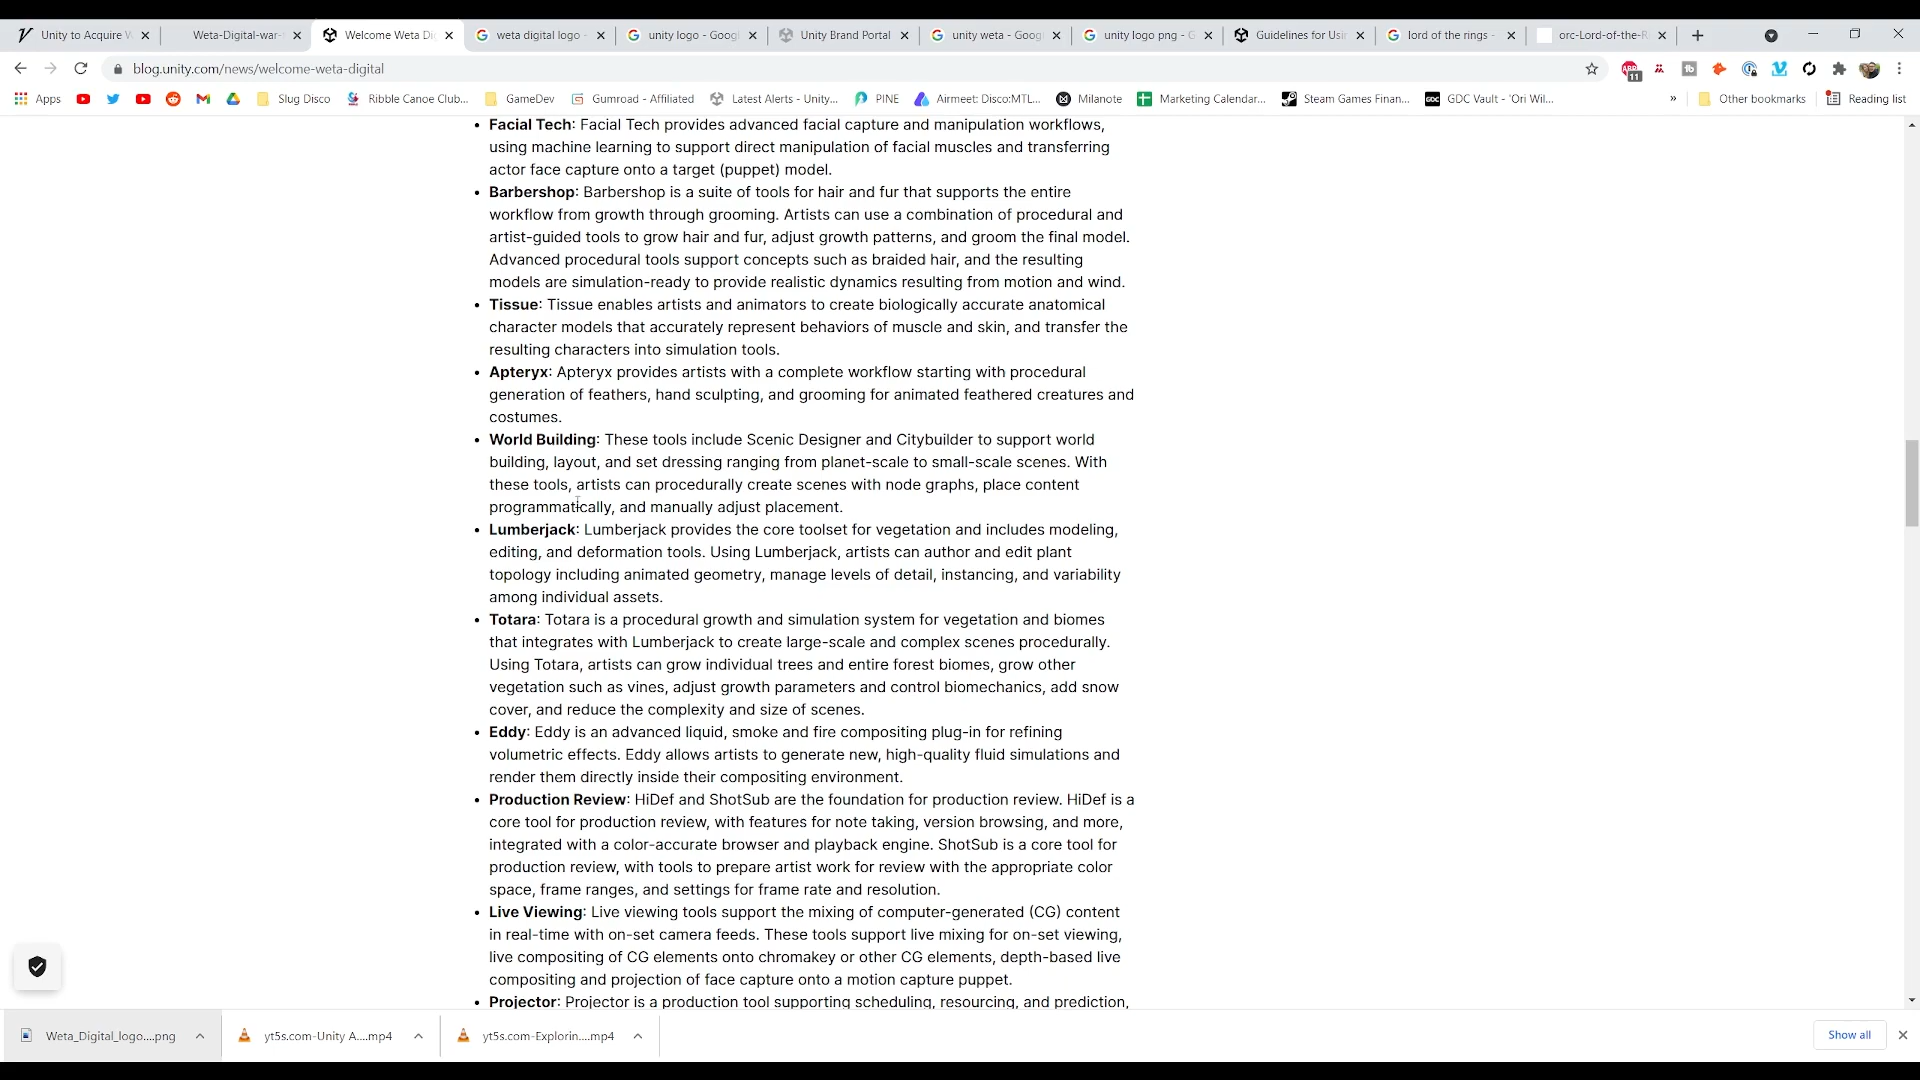 Unity to Acquire W
Weta-Digital-war-
Welcome Weta Di
weta digital logo -
unity logo - Googl
Unity Brand Portal
unity weta - Googl
unity logo png - G
Guidelines for Usin
lord of the rings -
orc-Lord-of-the-R
blog.unity.com/news/welcome-weta-digital
11
Apps
Slug Disco
Ribble Canoe Club...
GameDev
Gumroad - Affiliated
Latest Alerts - Unity...
PINE
Airmeet: Disco:MTL...
Milanote
Marketing Calendar...
Steam Games Finan...
GDC Vault - 'Ori Wil...
»
Other bookmarks
Reading list
• Facial Tech: Facial Tech provides advanced facial capture and manipulation workflows,
using machine learning to support direct manipulation of facial muscles and transferring
actor face capture onto a target (puppet) model.
• Barbershop: Barbershop is a suite of tools for hair and fur that supports the entire
workflow from growth through grooming. Artists can use a combination of procedural and
artist-guided tools to grow hair and fur, adjust growth patterns, and groom the final model.
Advanced procedural tools support concepts such as braided hair, and the resulting
models are simulation-ready to provide realistic dynamics resulting from motion and wind.
• Tissue: Tissue enables artists and animators to create biologically accurate anatomical
character models that accurately represent behaviors of muscle and skin, and transfer the
resulting characters into simulation tools.
• Apteryx: Apteryx provides artists with a complete workflow starting with procedural
generation of feathers, hand sculpting, and grooming for animated feathered creatures and
costumes.
• World Building: These tools include Scenic Designer and Citybuilder to support world
building, layout, and set dressing ranging from planet-scale to small-scale scenes. With
these tools, artists can procedurally create scenes with node graphs, place content
programmatically, and manually adjust placement.
• Lumberjack: Lumberjack provides the core toolset for vegetation and includes modeling,
editing, and deformation tools. Using Lumberjack, artists can author and edit plant
topology including animated geometry, manage levels of detail, instancing, and variability
among individual assets.
• Totara: Totara is a procedural growth and simulation system for vegetation and biomes
that integrates with Lumberjack to create large-scale and complex scenes procedurally.
Using Totara, artists can grow individual trees and entire forest biomes, grow other
vegetation such as vines, adjust growth parameters and control biomechanics, add snow
cover, and reduce the complexity and size of scenes.
• Eddy: Eddy is an advanced liquid, smoke and fire compositing plug-in for refining
volumetric effects. Eddy allows artists to generate new, high-quality fluid simulations and
render them directly inside their compositing environment.
• Production Review: HiDef and ShotSub are the foundation for production review. HiDef is a
core tool for production review, with features for note taking, version browsing, and more,
integrated with a color-accurate browser and playback engine. ShotSub is a core tool for
production review, with tools to prepare artist work for review with the appropriate color
space, frame ranges, and settings for frame rate and resolution.
• Live Viewing: Live viewing tools support the mixing of computer-generated (CG) content
in real-time with on-set camera feeds. These tools support live mixing for on-set viewing,
live compositing of CG elements onto chromakey or other CG elements, depth-based live
compositing and projection of face capture onto a motion capture puppet.
• Projector: Projector is a production tool supporting scheduling, resourcing, and prediction,
Weta_Digital_logo....png
yt5s.com-Unity A....mp4
yt5s.com-Explorin....mp4
Show all